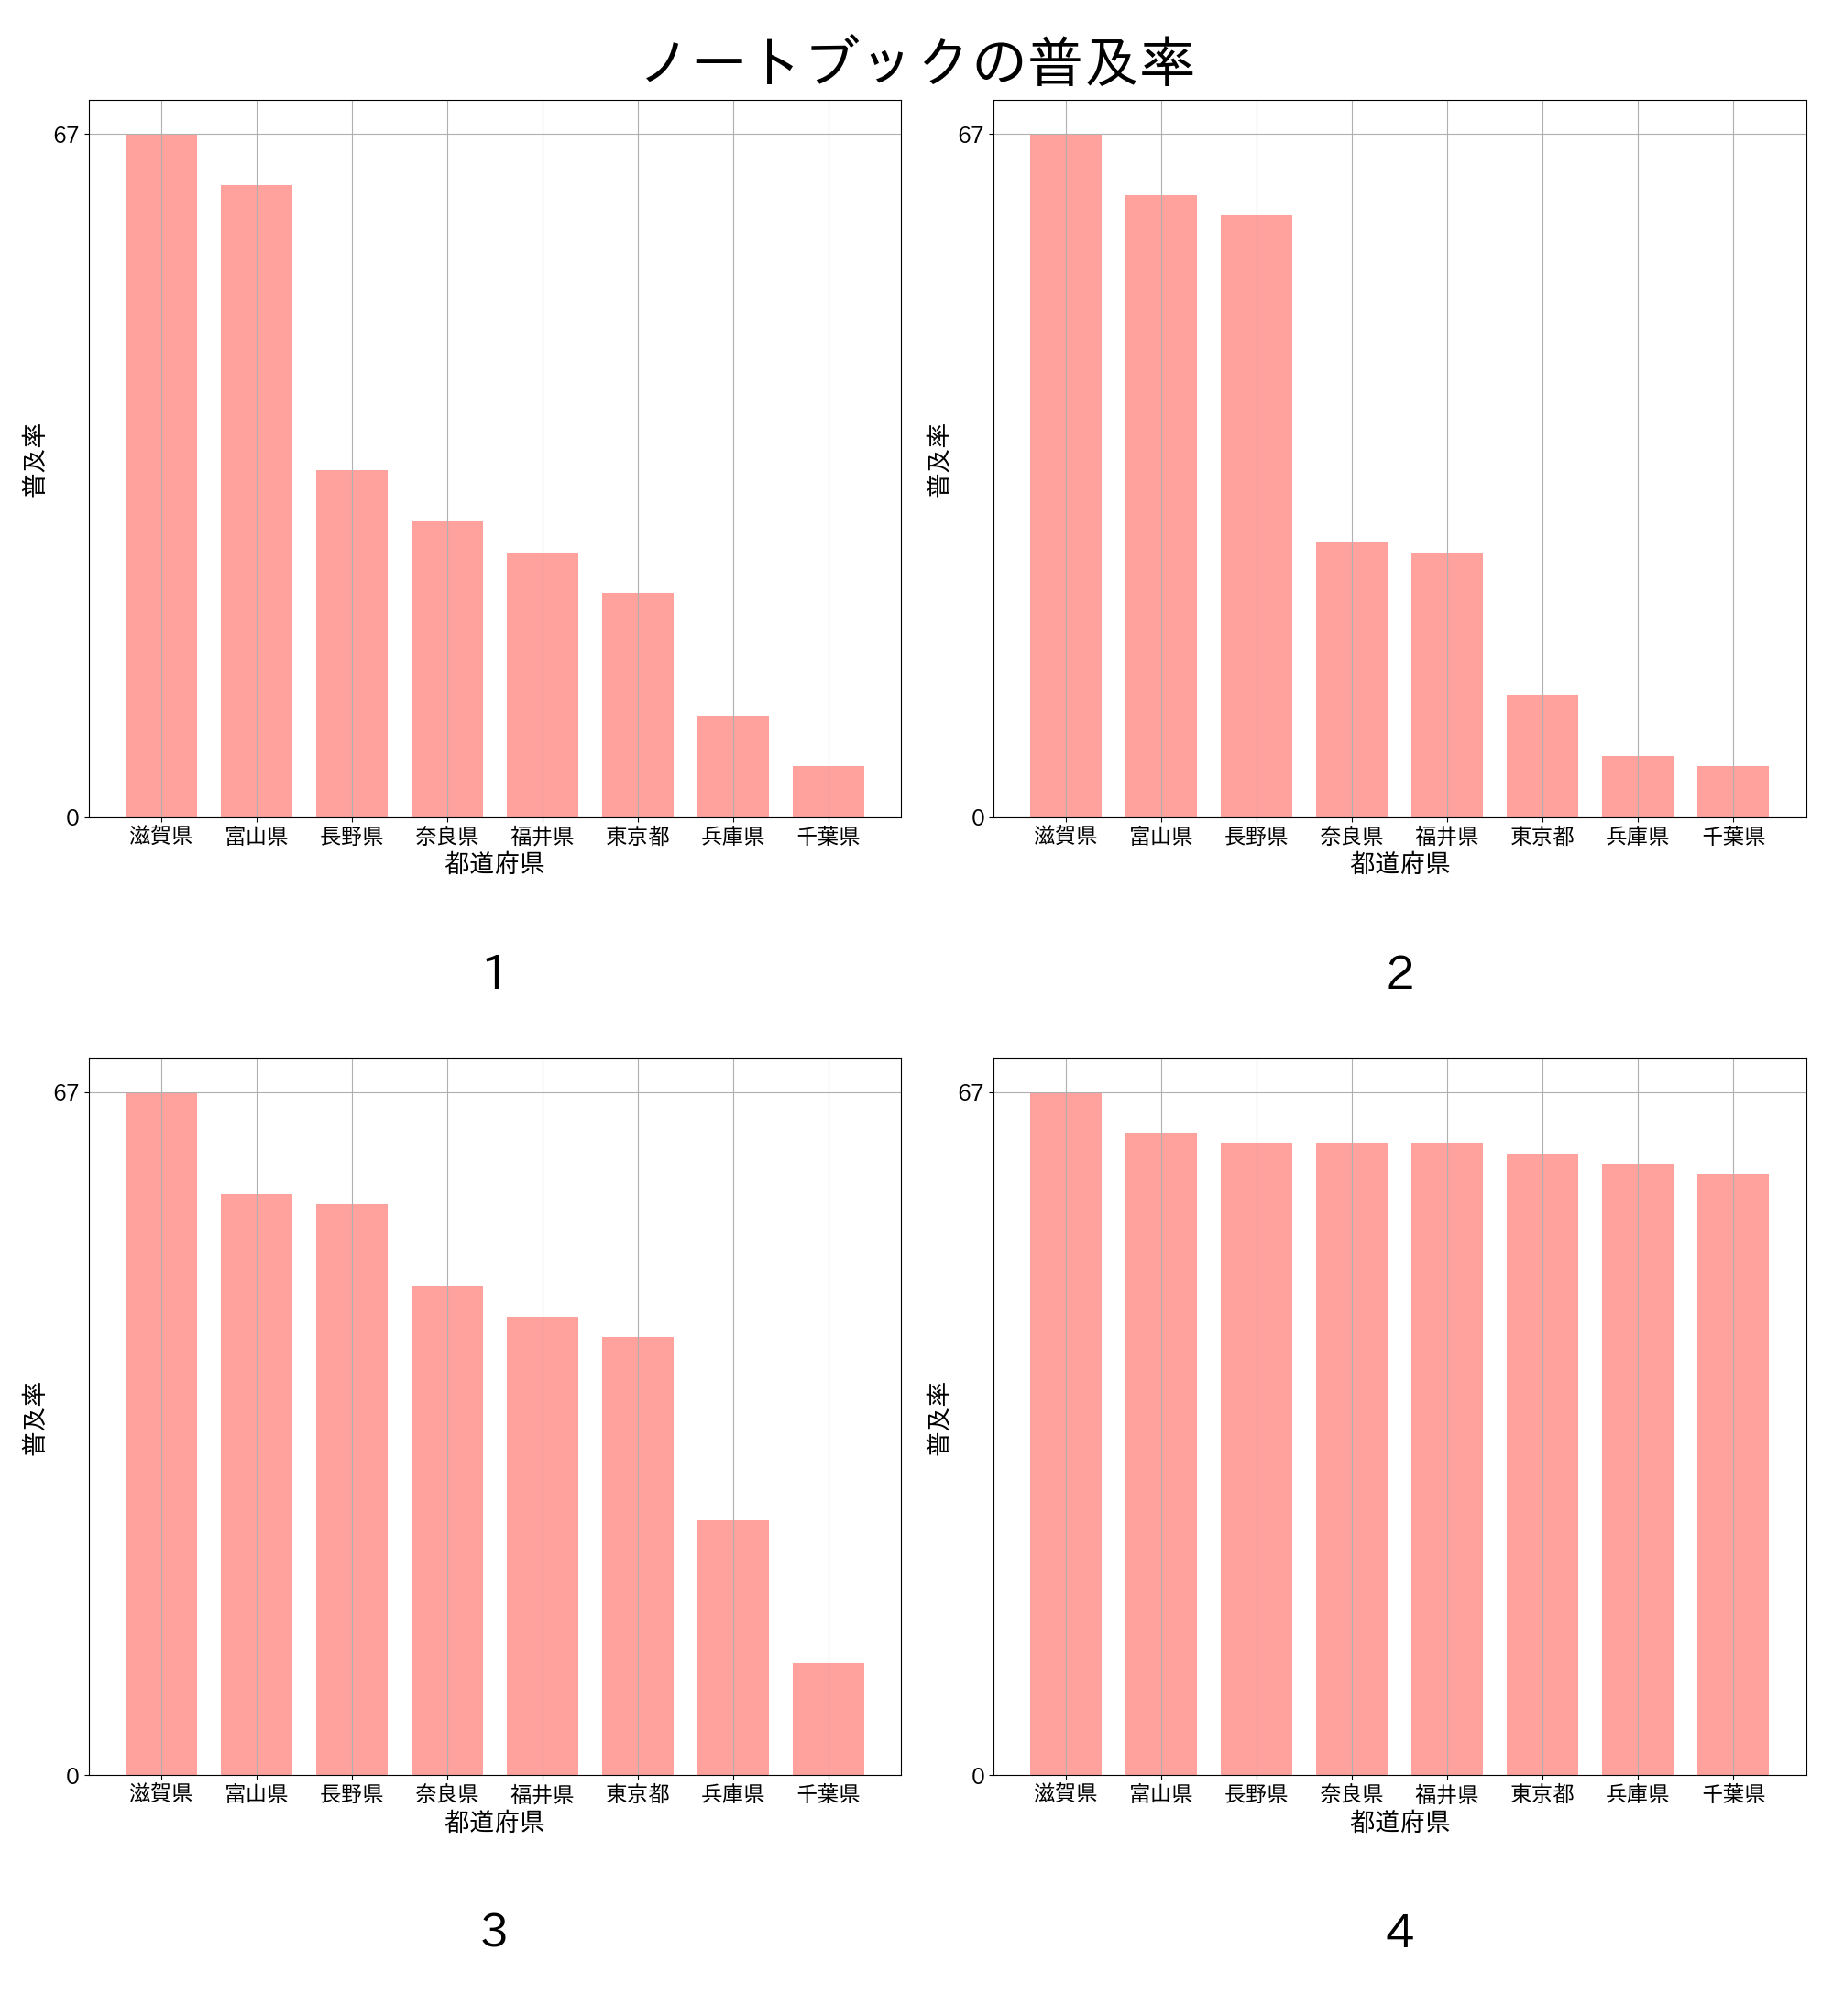 ノートブックの普及率
67
0
普及率
滋賀県 富山県 長野県 奈良県 福井県 東京都 兵庫県 千葉県
都道府県
1
67
0
普及率
滋賀県 富山県 長野県 奈良県 福井県 東京都 兵庫県 千葉県
都道府県
2
67
0
普及率
滋賀県 富山県 長野県 奈良県 福井県 東京都 兵庫県 千葉県
都道府県
3
67
0
普及率
滋賀県 富山県 長野県 奈良県 福井県 東京都 兵庫県 千葉県
都道府県
4